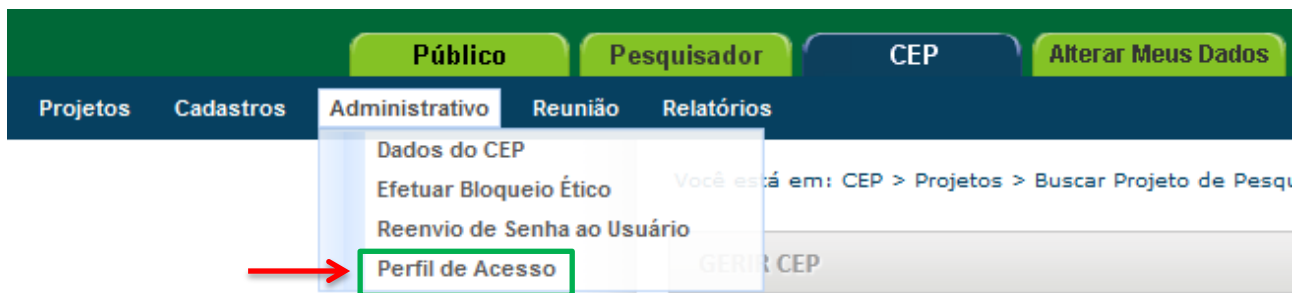 Público Pesquisador CEP Alterar Meus Dados
Projetos Cadastros Administrativo Reunião Relatórios
Dados do CEP
Você está em: CEP > Projetos > Buscar Projeto de
Efetuar Bloqueio Ético
Reenvio de Senha ao Usuário
GERIR CEP
Perfil de Acesso